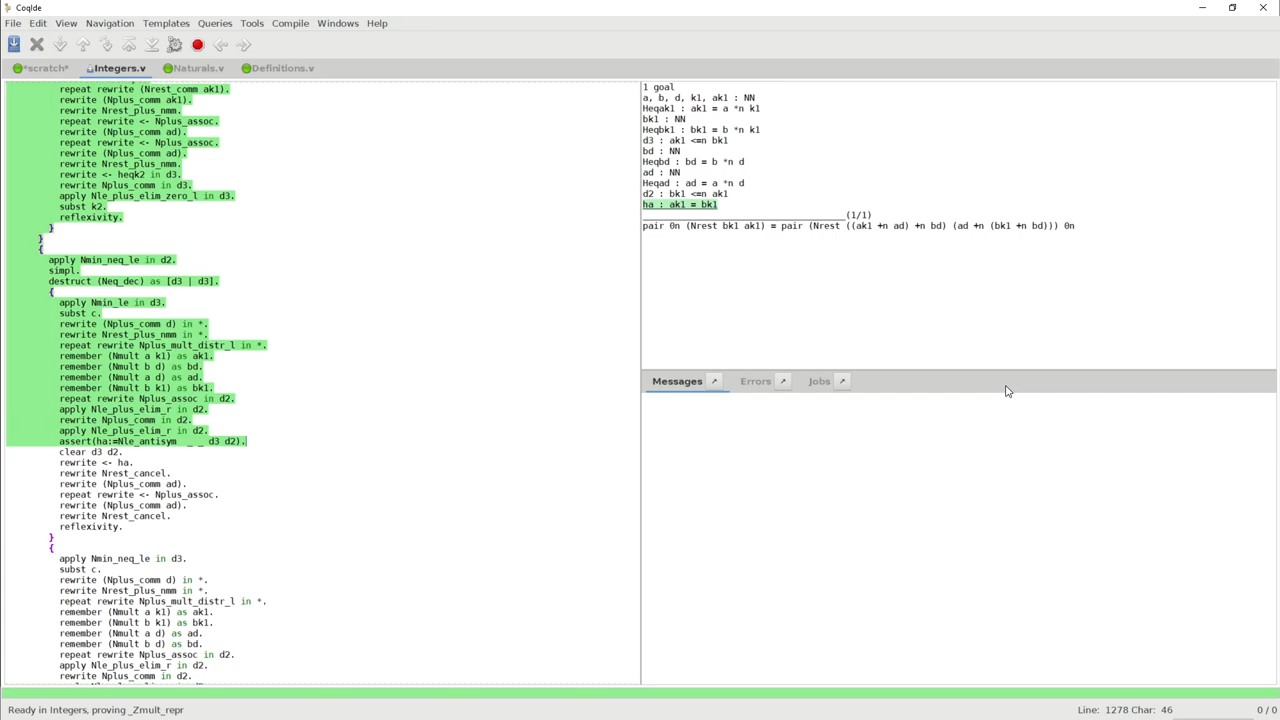 CoqIde
File Edit View Navigation Templates Queries Tools Compile Windows Help
*scratch* Integers.v Naturals.v Definitions.v
repeat rewrite (Nrest_comm ak1).
rewrite (Nplus_comm ak1).
rewrite Nrest_plus_nmm.
repeat rewrite <- Nplus_assoc.
rewrite (Nplus_comm ad).
repeat rewrite <- Nplus_assoc.
rewrite (Nplus_comm ad).
rewrite Nrest_plus_nmm.
rewrite <- heqk2 in d3.
rewrite Nplus_comm in d3.
apply Nle_plus_elim_zero_l in d3.
subst k2.
reflexivity.
}
}
{
apply Nmin_neq_le in d2.
simpl.
destruct (Neq_dec) as [d3 | d3].
{
apply Nmin_le in d3.
subst c.
rewrite (Nplus_comm d) in *.
rewrite Nrest_plus_nmm in *.
repeat rewrite Nplus_mult_distr_l in *.
remember (Nmult a k1) as ak1.
remember (Nmult b d) as bd.
remember (Nmult a d) as ad.
remember (Nmult b k1) as bk1.
repeat rewrite Nplus_assoc in d2.
apply Nle_plus_elim_r in d2.
rewrite Nplus_comm in d2.
apply Nle_plus_elim_r in d2.
assert(ha:=Nle_antisym _ _ d3 d2).
clear d3 d2.
rewrite <- ha.
rewrite Nrest_cancel.
rewrite (Nplus_comm ad).
repeat rewrite <- Nplus_assoc.
rewrite (Nplus_comm ad).
rewrite Nrest_cancel.
reflexivity.
}
{
apply Nmin_neq_le in d3.
subst c.
rewrite (Nplus_comm d) in *.
rewrite Nrest_plus_nmm in *.
repeat rewrite Nplus_mult_distr_l in *.
remember (Nmult a k1) as ak1.
remember (Nmult b k1) as bk1.
remember (Nmult a d) as ad.
remember (Nmult b d) as bd.
repeat rewrite Nplus_assoc in d2.
apply Nle_plus_elim_r in d2.
rewrite Nplus_comm in d2.
1 goal
a, b, d, k1, ak1 : NN
Heqak1 : ak1 = a *n k1
bk1 : NN
Heqbk1 : bk1 = b *n k1
d3 : ak1 <=n bk1
bd : NN
Heqbd : bd = b *n d
ad : NN
Heqad : ad = a *n d
d2 : bk1 <=n ak1
ha : ak1 = bk1
______________________________________(1/1)
pair 0n (Nrest bk1 ak1) = pair (Nrest ((ak1 +n ad) +n bd) (ad +n (bk1 +n bd))) 0n
Messages Errors Jobs
Ready in Integers, proving _Zmult_repr Line: 1278 Char: 46 0 / 0